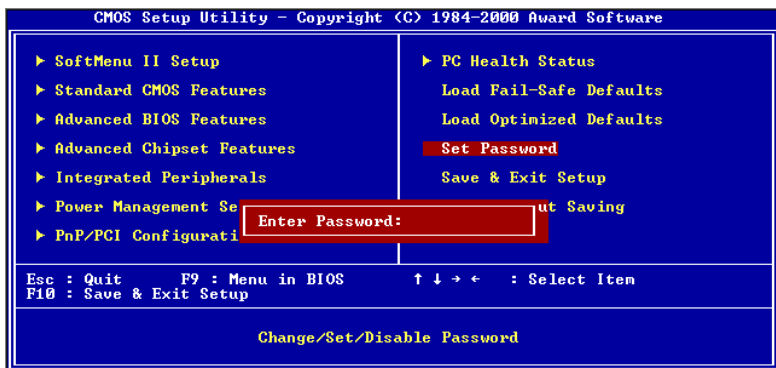 CMOS Setup Utility - Copyright (C) 1984-2000 Award Software
▶ SoftMenu II Setup
▶ Standard CMOS Features
▶ Advanced BIOS Features
▶ Advanced Chipset Features
▶ Integrated Peripherals
▶ Power Management Se
▶ PnP/PCI Configurati
▶ PC Health Status
Load Fail-Safe Defaults
Load Optimized Defaults
Set Password
Save & Exit Setup
ut Saving
Enter Password:
Esc : Quit F9 : Menu in BIOS ↑ ↓ → ← : Select Item
F10 : Save & Exit Setup
Change/Set/Disable Password